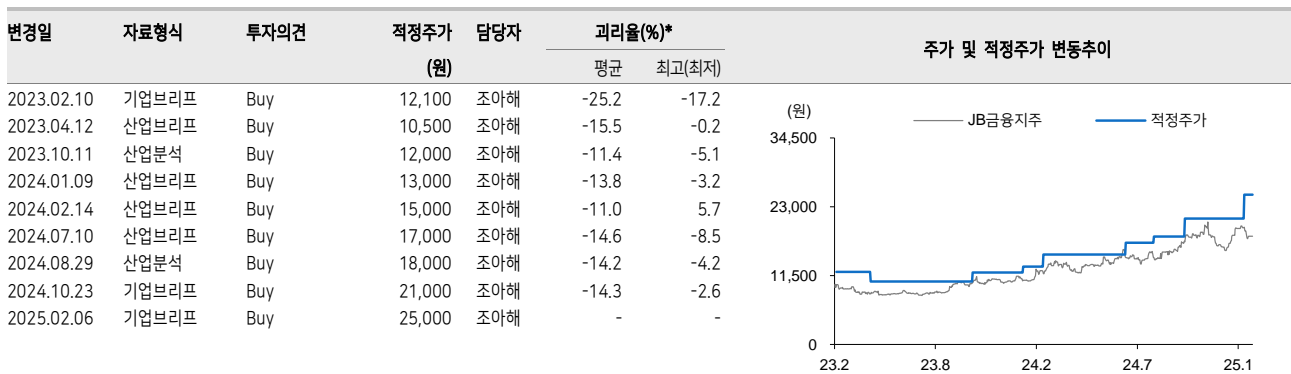 변경일 자료형식 투자의견 적정주가 담당자 괴리율(%)* 주가 및 적정주가 변동추이
(원) 평균 최고(최저)
2023.02.10 기업브리프 Buy 12,100 조아해 -25.2 -17.2
2023.04.12 산업브리프 Buy 10,500 조아해 -15.5 -0.2
2023.10.11 산업분석 Buy 12,000 조아해 -11.4 -5.1
2024.01.09 산업브리프 Buy 13,000 조아해 -13.8 -3.2
2024.02.14 산업브리프 Buy 15,000 조아해 -11.0 5.7
2024.07.10 산업브리프 Buy 17,000 조아해 -14.6 -8.5
2024.08.29 산업분석 Buy 18,000 조아해 -14.2 -4.2
2024.10.23 기업브리프 Buy 21,000 조아해 -14.3 -2.6
2025.02.06 기업브리프 Buy 25,000 조아해 - -
(원) JB금융지주 적정주가
34,500
23,000
11,500
0
23.2 23.8 24.2 24.7 25.1